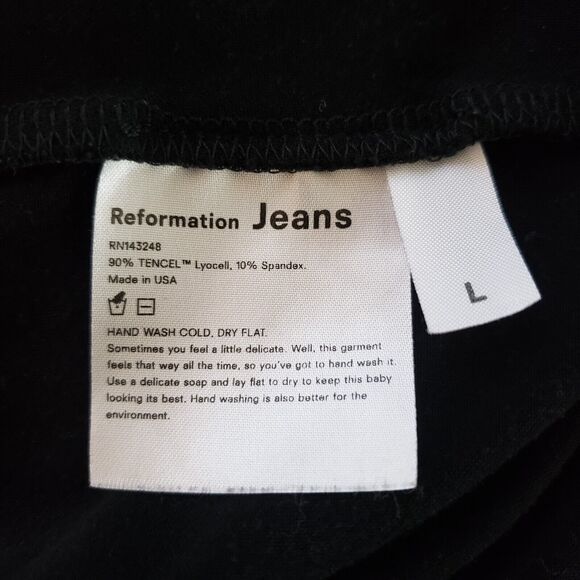 Reformation Jeans
RN143248
90% TENCEL™ Lyocell, 10% Spandex.
Made in USA
HAND WASH COLD, DRY FLAT.
Sometimes you feel a little delicate. Well, this garment
feels that way all the time, so you've got to hand wash it.
Use a delicate soap and lay flat to dry to keep this baby
looking its best. Hand washing is also better for the
environment.
L